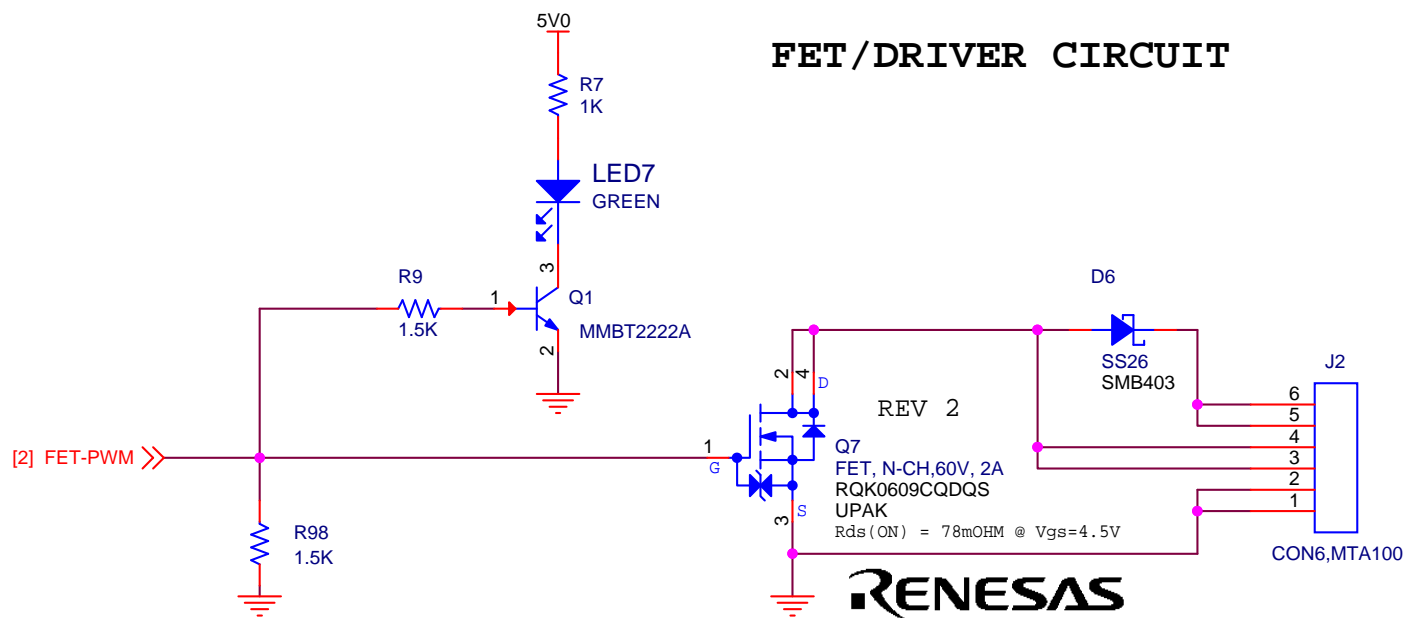 5V0
FET/DRIVER CIRCUIT
R7
1K
LED7
GREEN
3
R9
1
Q1
1.5K
MMBT2222A
2
D6
SS26
SMB403
J2
2
4
D
REV 2
6
5
4
3
2
1
[2] FET-PWM
1
G
Q7
FET, N-CH,60V, 2A
RQK0609CQDQS
UPAK
Rds(ON) = 78mOHM @ Vgs=4.5V
S
3
R98
1.5K
CON6,MTA100
RENESAS